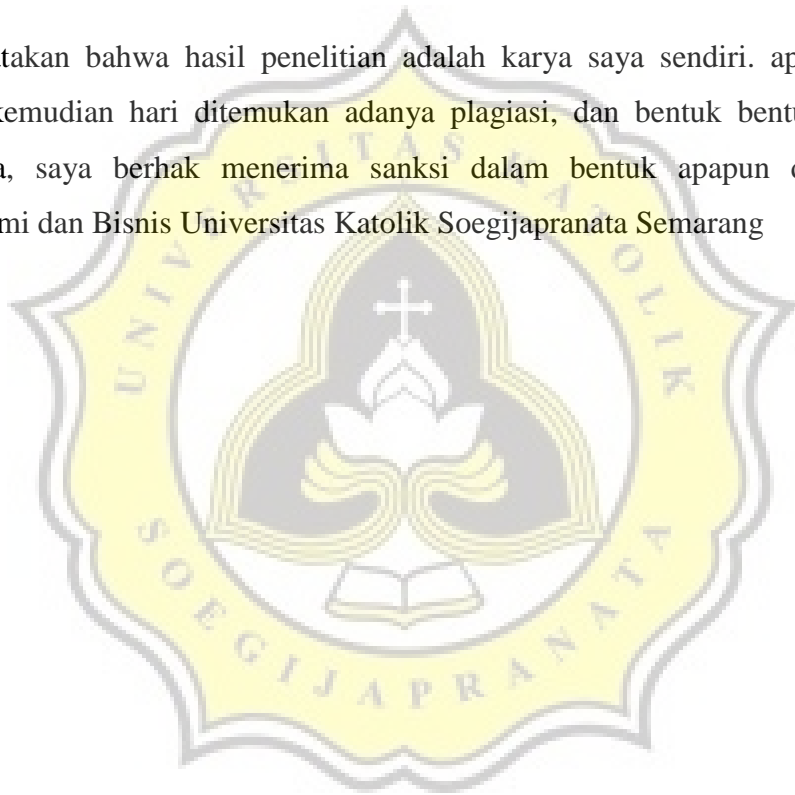 atakan bahwa hasil penelitian adalah karya saya sendiri. ap
kemudian hari ditemukan adanya plagiasi, dan bentuk bentu
a, saya berhak menerima sanksi dalam bentuk apapun d
mi dan Bisnis Universitas Katolik Soegijapranata Semarang
UNIVERSITAS KATOLIK
SOEGIJAPRANATA